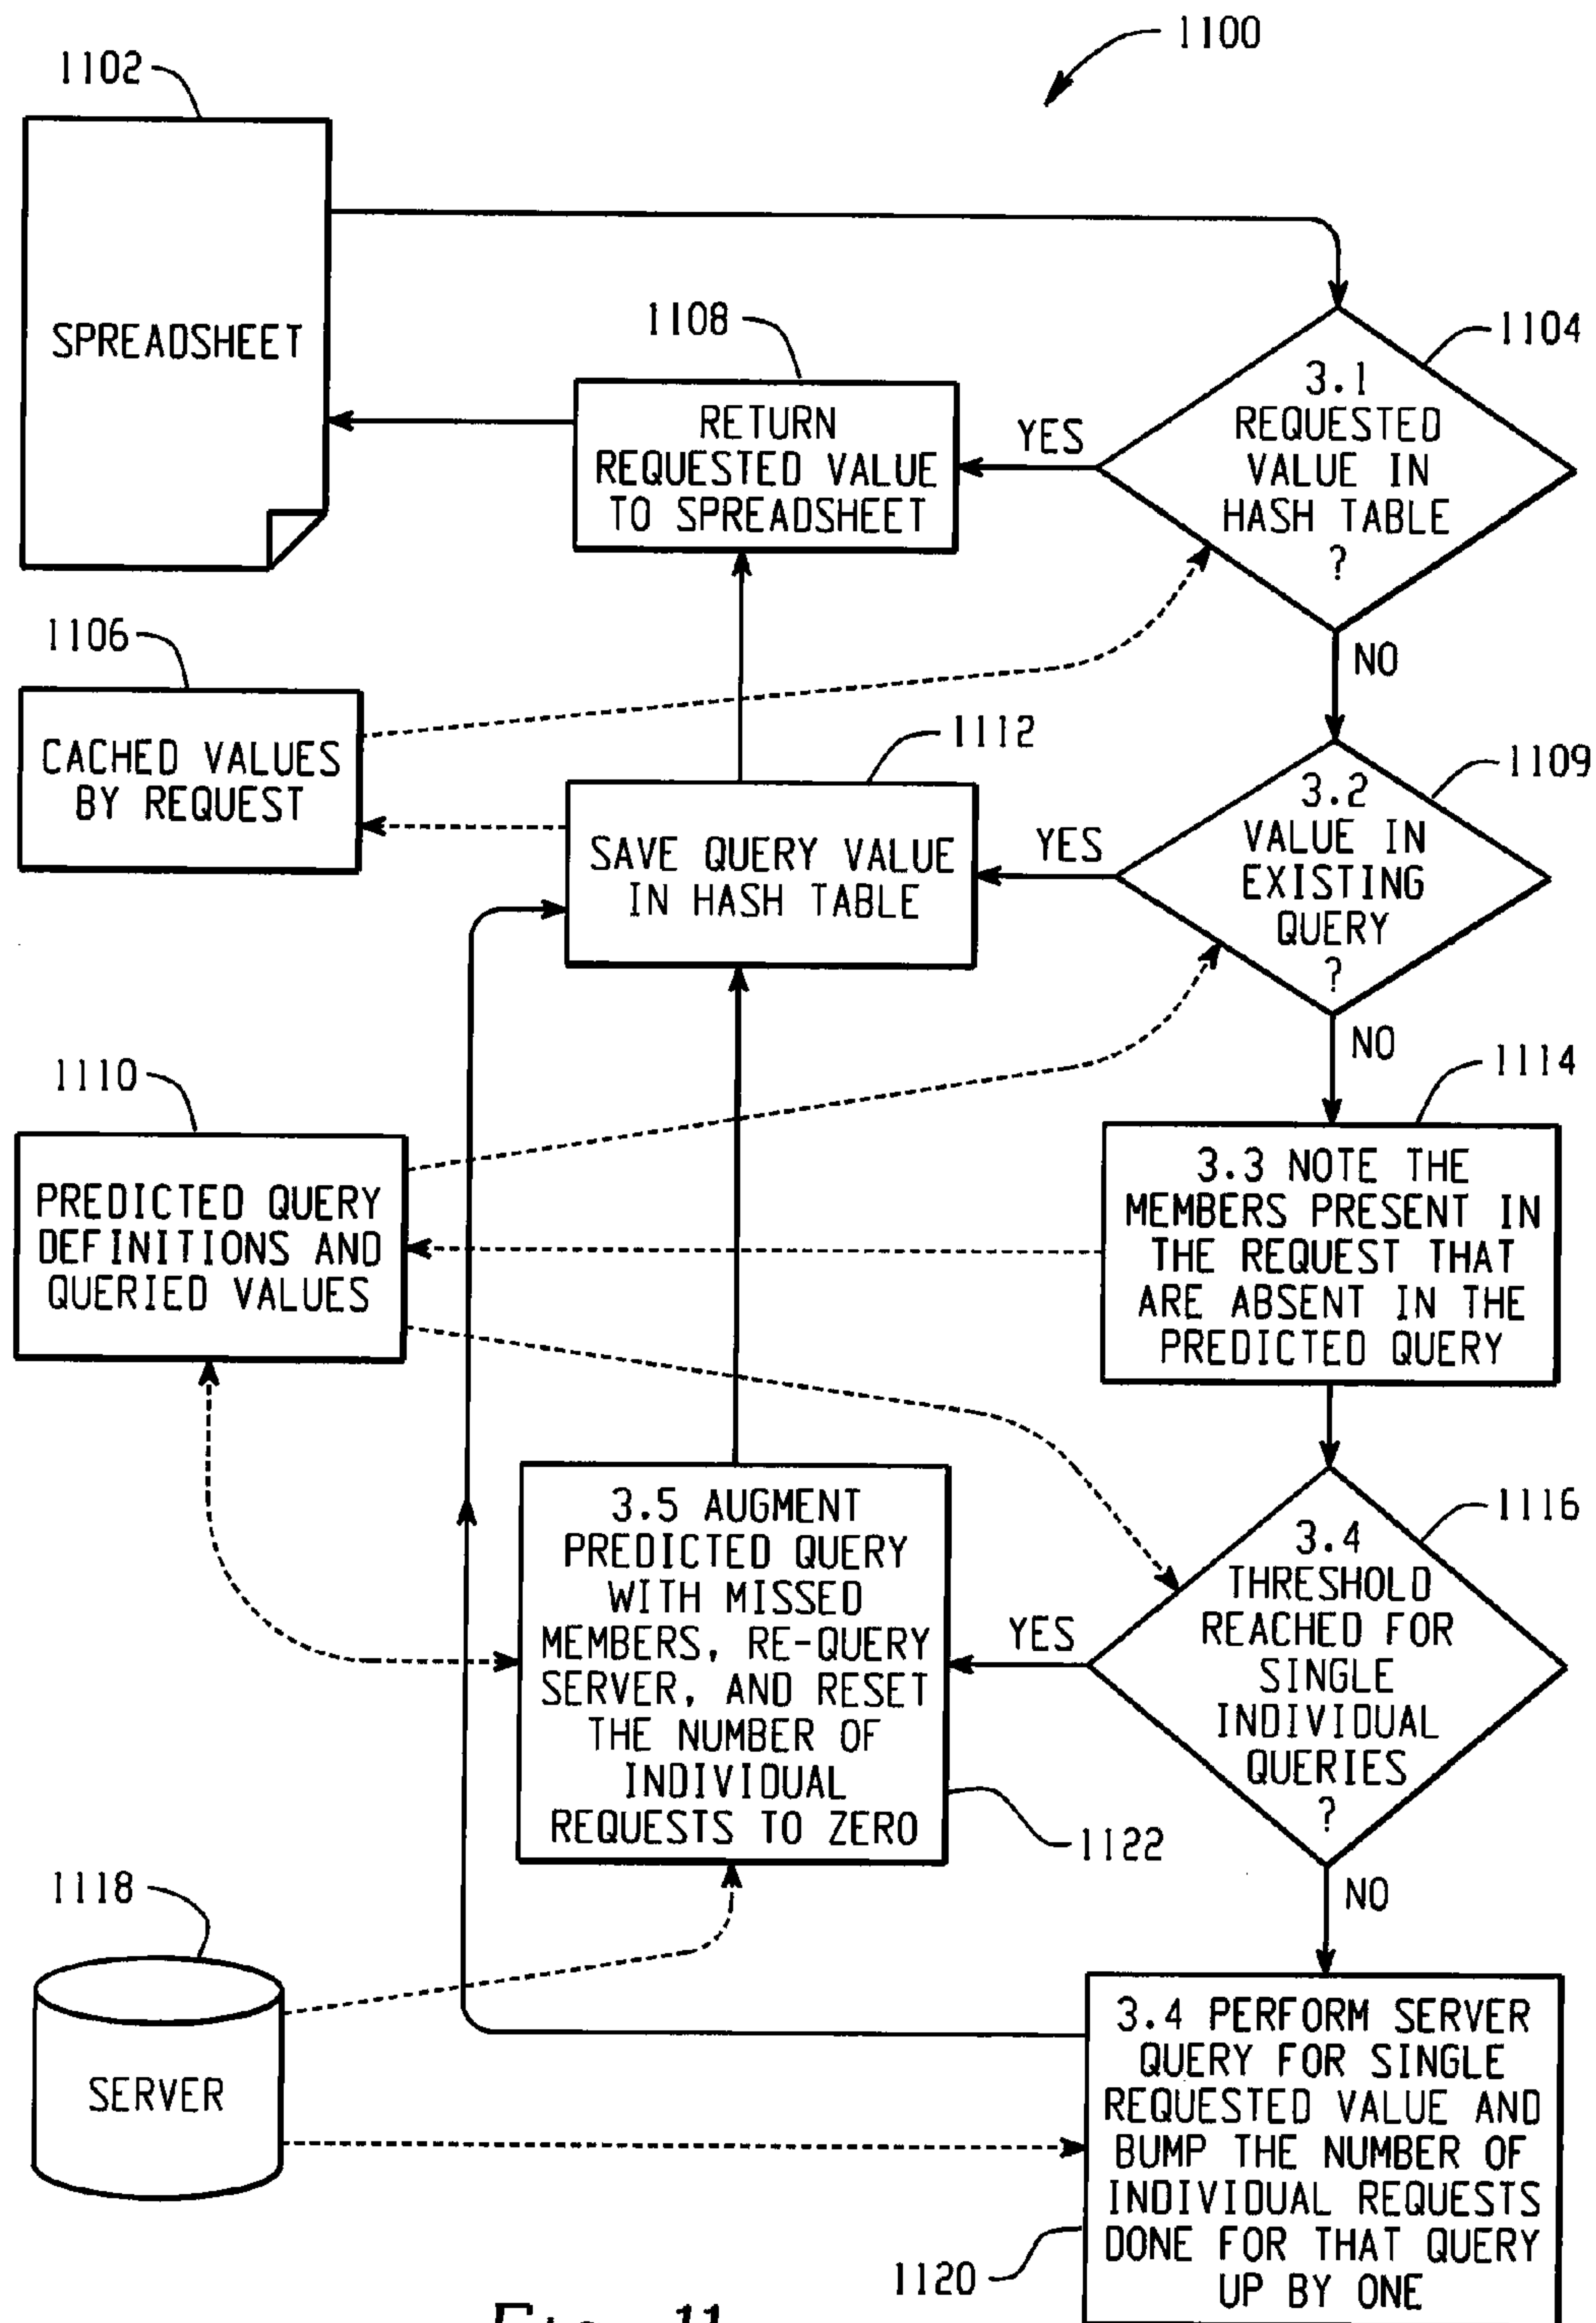 1100
1102
SPREADSHEET
1108
RETURN
REQUESTED VALUE
TO SPREADSHEET
YES
1104
3.1
REQUESTED
VALUE IN
HASH TABLE
?
NO
1106
CACHED VALUES
BY REQUEST
1112
SAVE QUERY VALUE
IN HASH TABLE
YES
1109
3.2
VALUE IN
EXISTING
QUERY
?
NO
1110
PREDICTED QUERY
DEFINITIONS AND
QUERIED VALUES
1114
3.3 NOTE THE
MEMBERS PRESENT IN
THE REQUEST THAT
ARE ABSENT IN THE
PREDICTED QUERY
3.5 AUGMENT
PREDICTED QUERY
WITH MISSED
MEMBERS, RE-QUERY
SERVER, AND RESET
THE NUMBER OF
INDIVIDUAL
REQUESTS TO ZERO
1122
YES
1116
3.4
THRESHOLD
REACHED FOR
SINGLE
INDIVIDUAL
QUERIES
?
NO
1118
SERVER
3.4 PERFORM SERVER
QUERY FOR SINGLE
REQUESTED VALUE AND
BUMP THE NUMBER OF
INDIVIDUAL REQUESTS
DONE FOR THAT QUERY
UP BY ONE
1120
Fig. 11